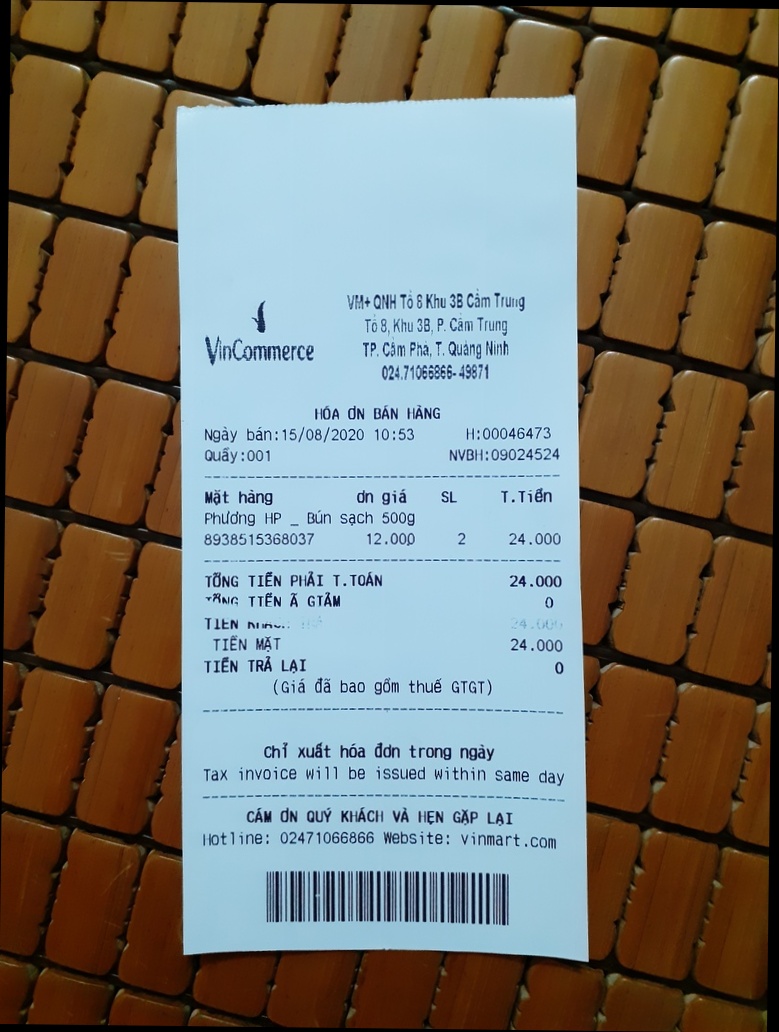 VinCommerce
VM+ QNH Tổ 8 Khu 3B Cẩm Trung
Tổ 8, Khu 3B, P. Cẩm Trung
TP. Cẩm Phả, T. Quảng Ninh
024.71066866- 49871
HÓA ƠN BÁN HÀNG
Ngày bán:15/08/2020 10:53 H:00046473
Quầy:001 NVBH:09024524
Mặt hàng ơn giá SL T.Tiền
Phương HP _ Bún sạch 500g
8938515368037 12.000 2 24.000
TỔNG TIỀN PHẢI T.TOÁN 24.000
TỔNG TIỀN Ã GIẢM 0
TIỀN 24.000
TIỀN MẶT 24.000
TIỀN TRẢ LẠI 0
(Giá đã bao gồm thuế GTGT)
Chỉ xuất hóa đơn trong ngày
Tax invoice will be issued within same day
CẢM ƠN QUÝ KHÁCH VÀ HẸN GẶP LẠI
Hotline: 02471066866 Website: vinmart.com